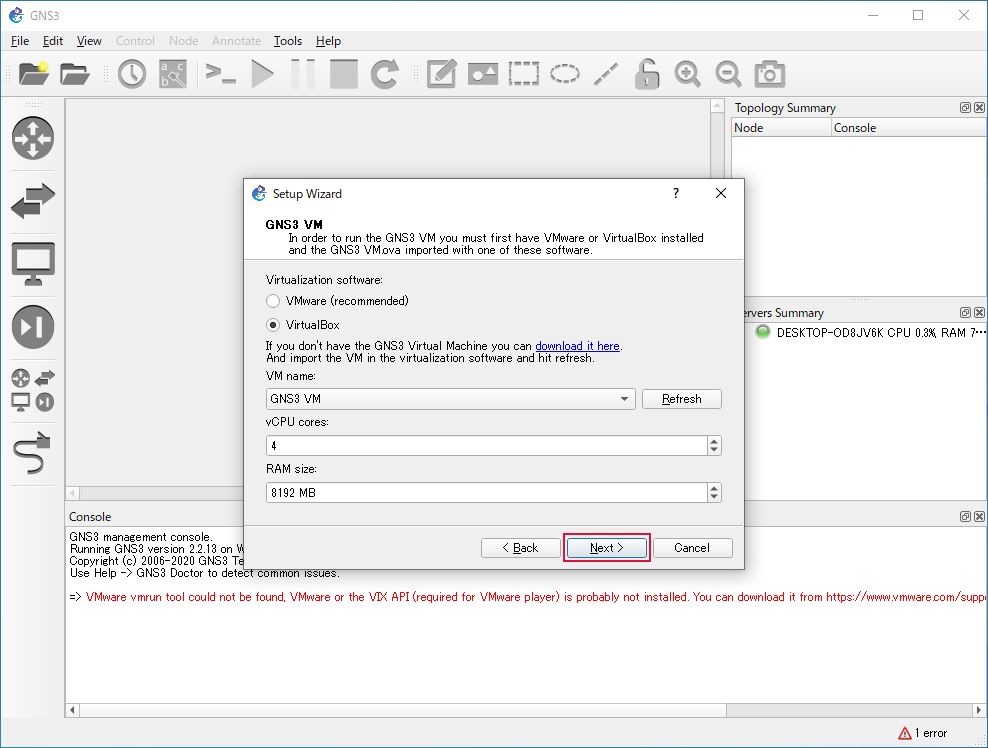 GNS3
File Edit View Control Node Annotate Tools Help
Topology Summary
Node Console
Setup Wizard
?
GNS3 VM
In order to run the GNS3 VM you must first have VMware or VirtualBox installed
and the GNS3 VM.ova imported with one of these software.
Virtualization software:
VMware (recommended)
VirtualBox
If you don't have the GNS3 Virtual Machine you can download it here.
And import the VM in the virtualization software and hit refresh.
VM name:
GNS3 VM
Refresh
vCPU cores:
4
RAM size:
8192 MB
< Back
Next >
Cancel
ervers Summary
DESKTOP-OD8JV6K CPU 0.3%, RAM 7...
Console
GNS3 management console.
Running GNS3 version 2.2.13 on W
Copyright (c) 2006-2020 GNS3 Te
Use Help -> GNS3 Doctor to detect common issues.
=> VMware vmrun tool could not be found, VMware or the VIX API (required for VMware player) is probably not installed. You can download it from https://www.vmware.com/suppo
1 error